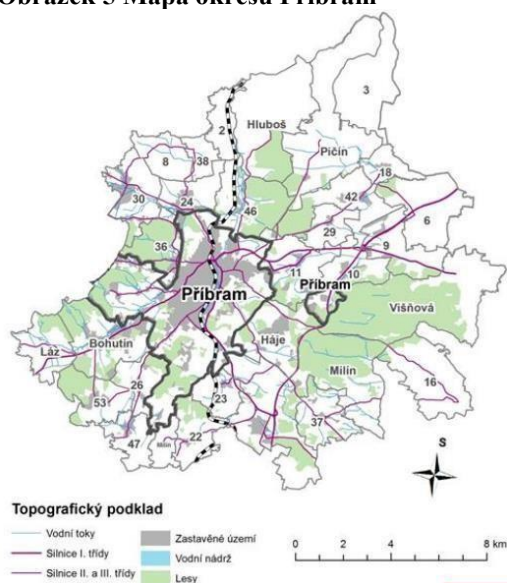 Obrázek 3 Mapa okresu Příbram
3
2
Hluboš
Pičín
8
38
18
30
24
42
46
6
29
36
9
11
10
Příbram
Příbram
Višňová
Háje
Láz
Bohutín
Milín
16
26
23
53
37
47
22
Milín
S
Topografický podklad
Vodní toky
Silnice I. třídy
Silnice II. a III. třídy
Zastavěné území
Vodní nádrž
Lesy
0 2 4 8 km